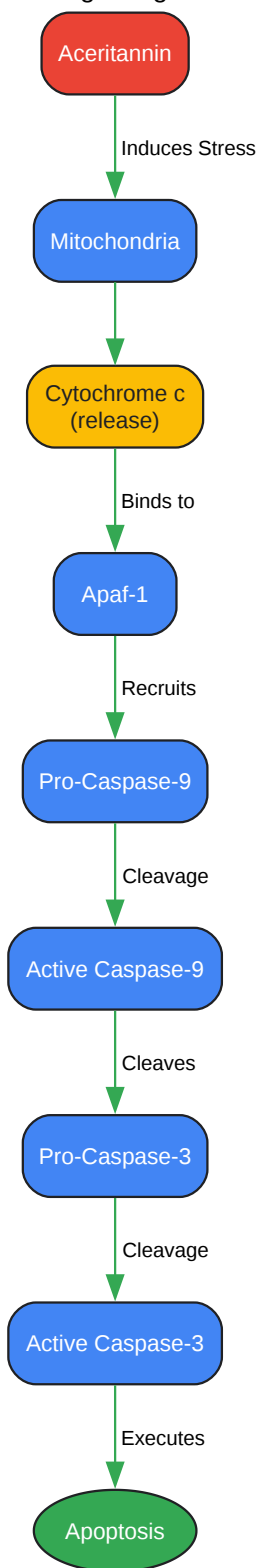 Aceritannin
Induces Stress
Mitochondria
Cytochrome c
(release)
Binds to
Apaf-1
Recruits
Pro-Caspase-9
Cleavage
Active Caspase-9
Cleaves
Pro-Caspase-3
Cleavage
Active Caspase-3
Executes
Apoptosis